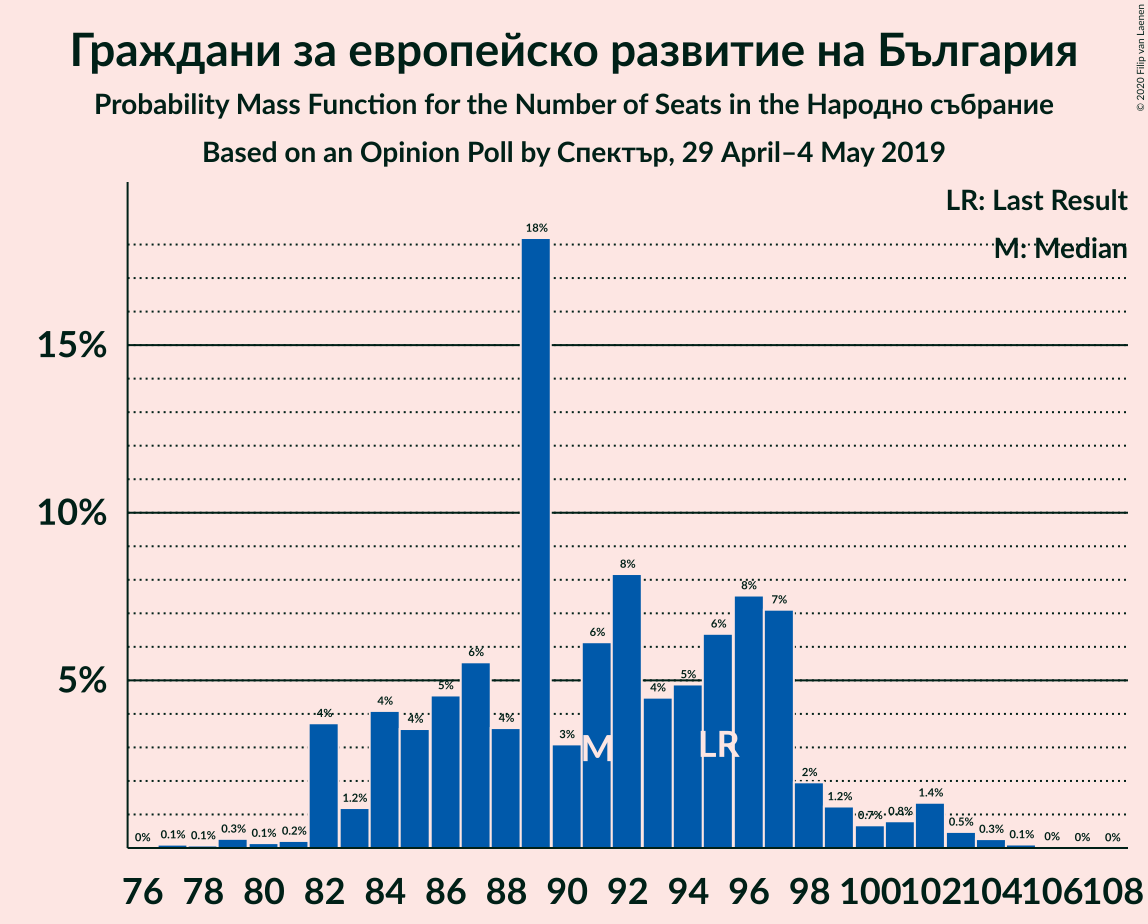 Граждани за европейско развитие на България
Probability Mass Function for the Number of Seats in the Народно събрание
Based on an Opinion Poll by Спектър, 29 April–4 May 2019
© 2020 Filip van Laenen
LR: Last Result
M: Median
15%
10%
5%
0% 0.1% 0.1% 0.3% 0.1% 0.2% 4% 1.2% 4% 4% 5% 6% 4% 18% 3% 6% 8% 4% 5% 6% 8% 7% 2% 1.2% 0.7% 0.8% 1.4% 0.5% 0.3% 0.1% 0% 0% 0%
M LR
76 78 80 82 84 86 88 90 92 94 96 98 100 102 104 106 108